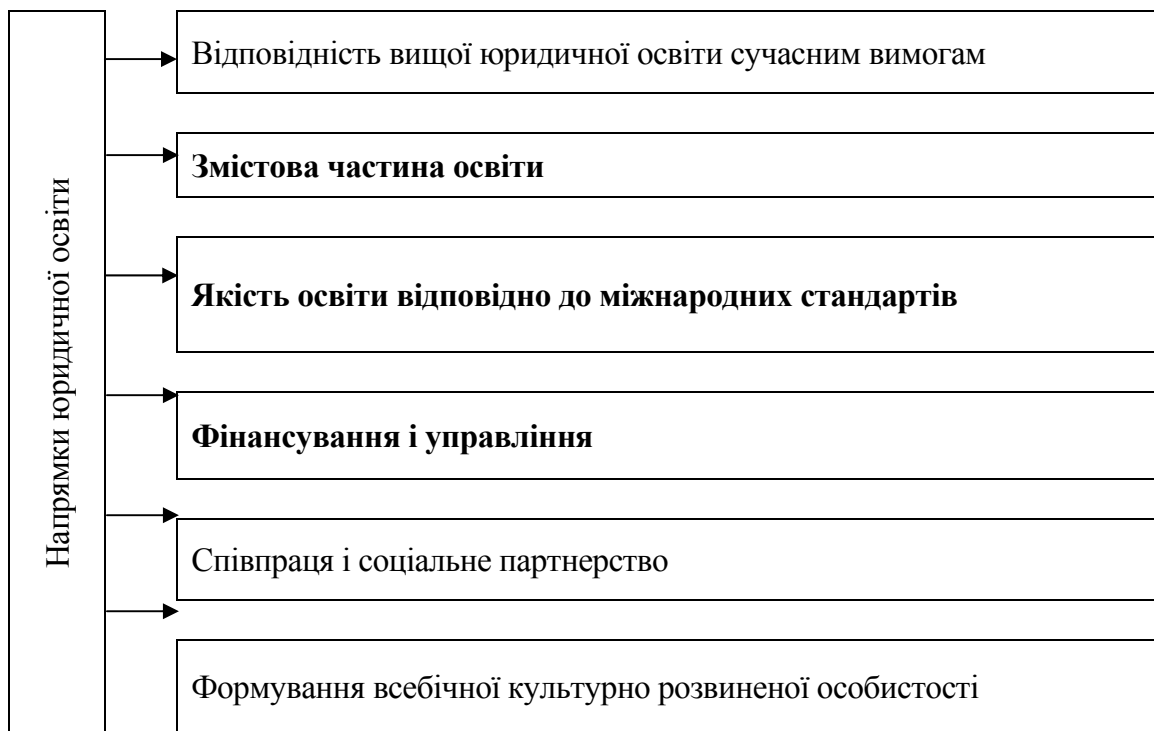 Напрямки юридичної освіти
Відповідність вищої юридичної освіти сучасним вимогам
Змістова частина освіти
Якість освіти відповідно до міжнародних стандартів
Фінансування і управління
Співпраця і соціальне партнерство
Формування всебічної культурно розвиненої особистості